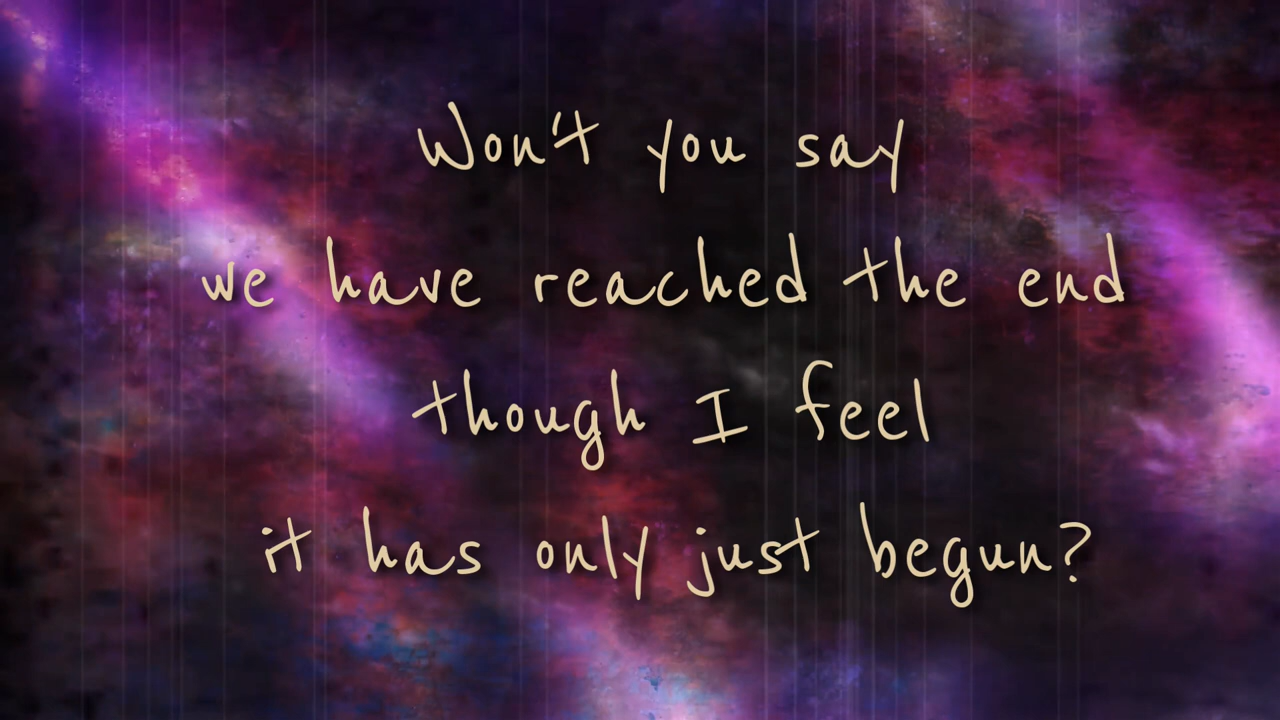 Won't you say
we have reached the end
though I feel
it has only just begun?